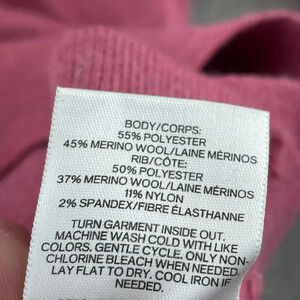 BODY/CORPS:
55% POLYESTER
45% MERINO WOOL/LAINE MÉRINOS
RIB/CÔTE:
50% POLYESTER
37% MERINO WOOL/LAINE MÉRINOS
11% NYLON
2% SPANDEX/FIBRE ÉLASTHANNE
TURN GARMENT INSIDE OUT.
MACHINE WASH COLD WITH LIKE
COLORS. GENTLE CYCLE. ONLY NON-
CHLORINE BLEACH WHEN NEEDED.
LAY FLAT TO DRY. COOL IRON IF
NEEDED.